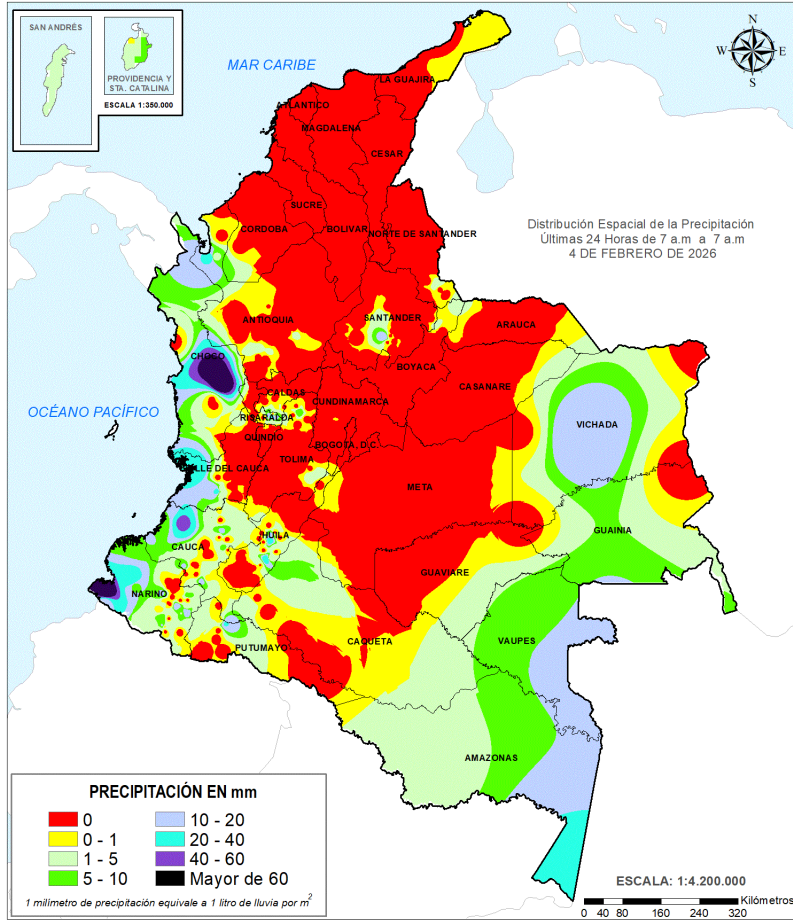 SAN ANDRÉS
PROVIDENCIA Y
STA. CATALINA
ESCALA 1:350.000
MAR CARIBE
N
W
E
S
LA GUAJIRA
ATLANTICO
MAGDALENA
CESAR
SUCRE
CORDOBA
BOLIVAR
NORTE DE SANTANDER
Distribución Espacial de la Precipitación
Últimas 24 Horas de 7 a.m a 7 a.m
4 DE FEBRERO DE 2026
ANTIOQUIA
SANTANDER
ARAUCA
CHOCO
BOYACA
CASANARE
CALDAS
CUNDINAMARCA
OCÉANO PACÍFICO
RISARALDA
VICHADA
QUINDIO
BOGOTA, D.C.
TOLIMA
VALLE DEL CAUCA
META
GUAINIA
HUILA
CAUCA
GUAVIARE
NARINO
VAUPES
CAQUETA
PUTUMAYO
AMAZONAS
PRECIPITACIÓN EN mm
0
10 - 20
0 - 1
20 - 40
1 - 5
40 - 60
5 - 10
Mayor de 60
1 milímetro de precipitación equivale a 1 litro de lluvia por m²
ESCALA: 1:4.200.000
Kilómetros
0 40 80 160 240 320